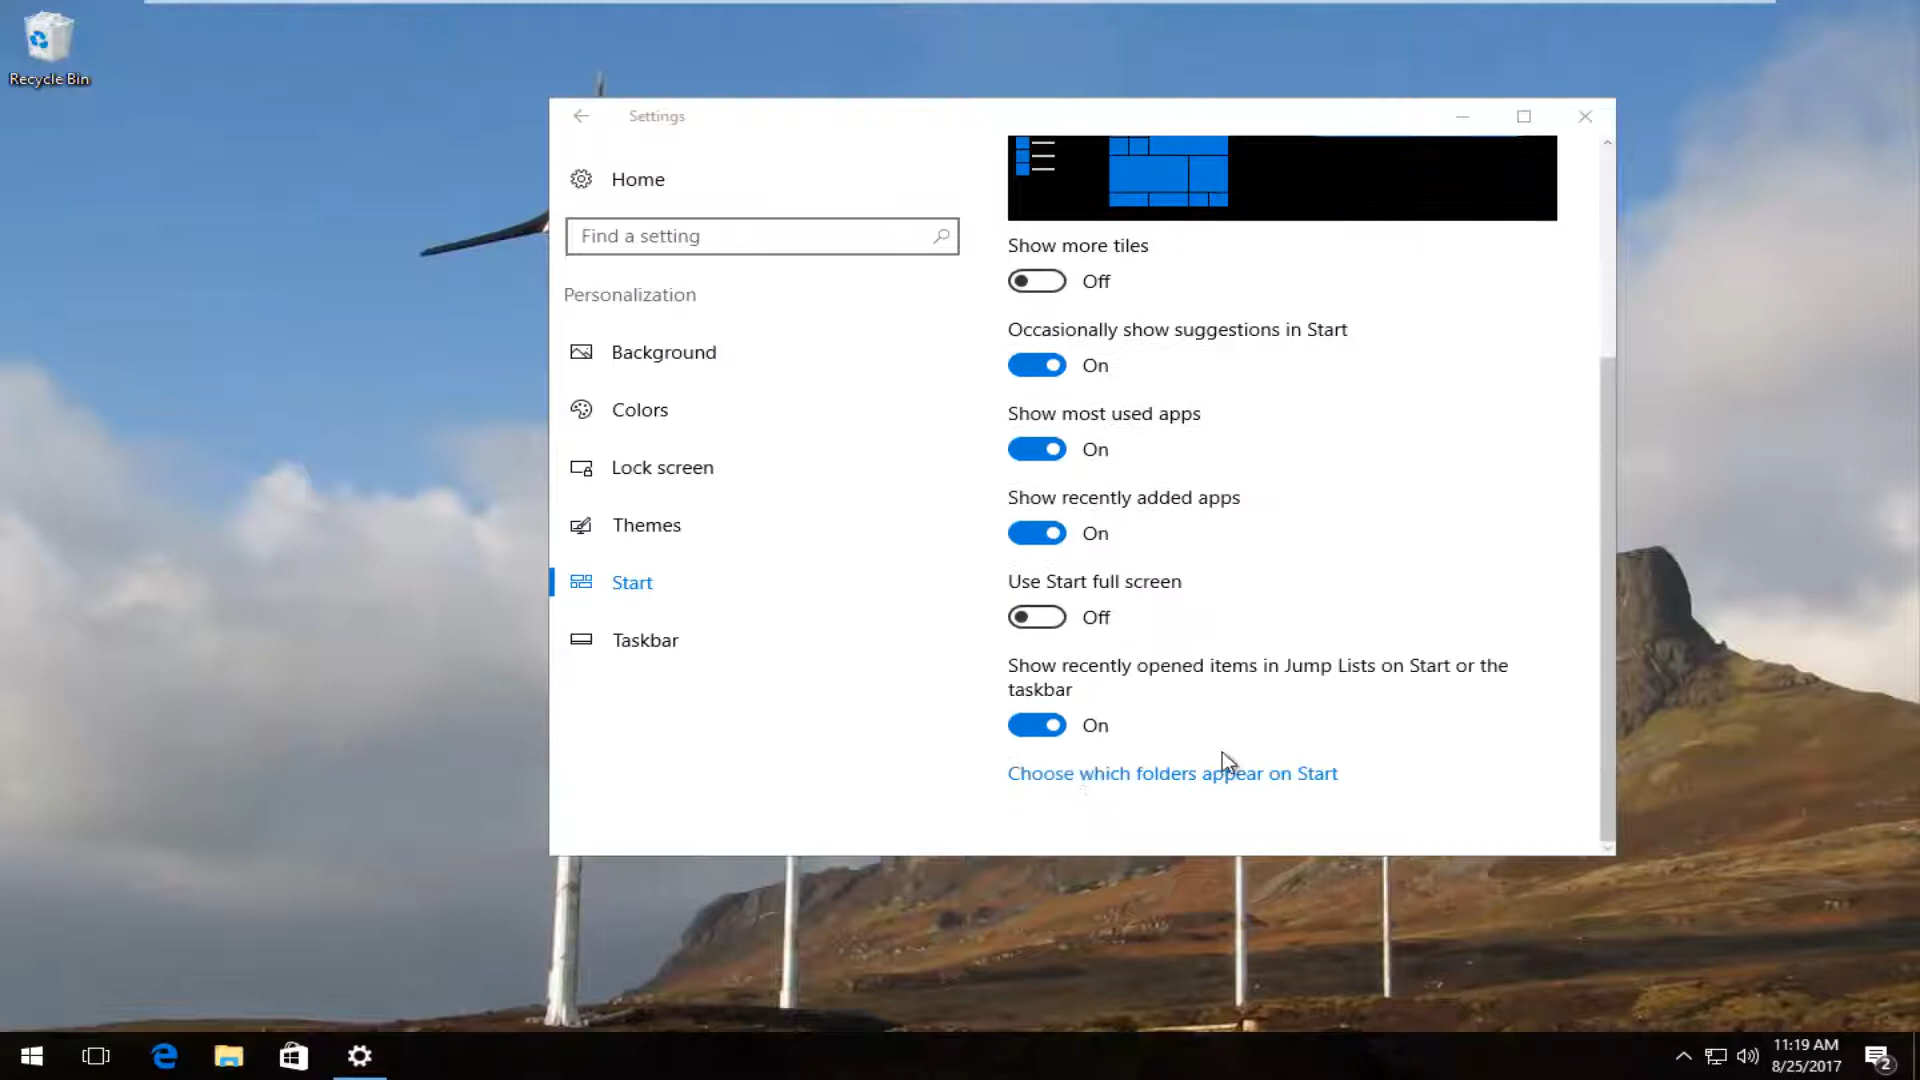 Recycle Bin
Settings
Home
Find a setting
Personalization
Background
Colors
Lock screen
Themes
Start
Taskbar
Show more tiles
Off
Occasionally show suggestions in Start
On
Show most used apps
On
Show recently added apps
On
Use Start full screen
Off
Show recently opened items in Jump Lists on Start or the
taskbar
On
Choose which folders appear on Start
11:19 AM
8/25/2017
2